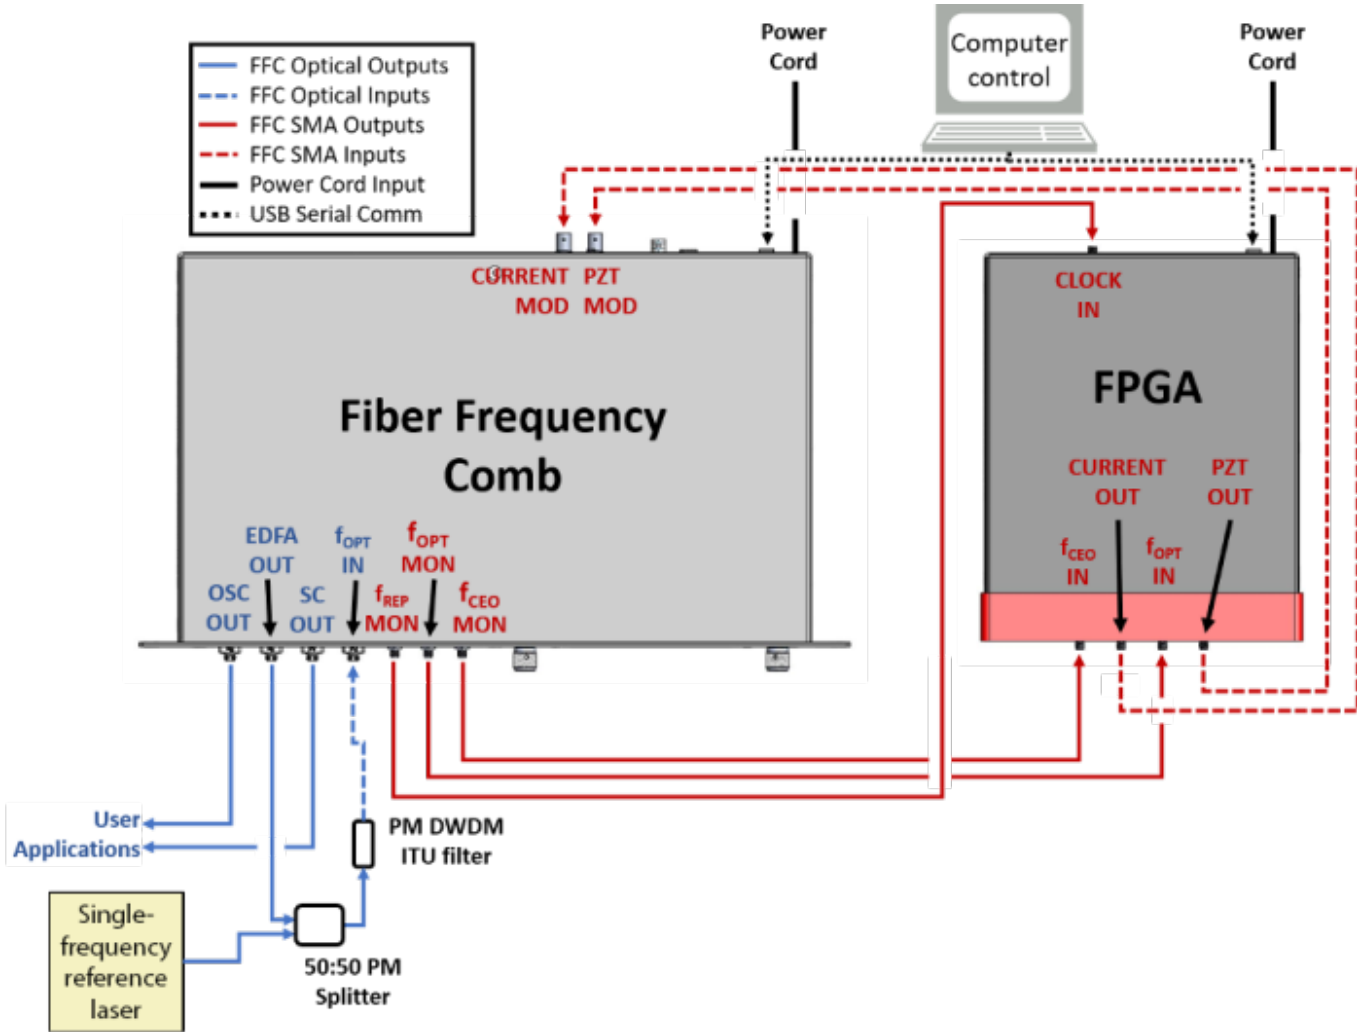 FFC Optical Outputs
FFC Optical Inputs
FFC SMA Outputs
FFC SMA Inputs
Power Cord Input
USB Serial Comm
Power
Cord
Computer
control
Power
Cord
CURRENT
MOD
PZT
MOD
CLOCK
IN
Fiber Frequency
Comb
FPGA
CURRENT
OUT
PZT
OUT
fCEO
IN
fOPT
IN
EDFA
OUT
fOPT
IN
fOPT
MON
OSC
OUT
SC
OUT
fREP
MON
fCEO
MON
User
Applications
PM DWDM
ITU filter
Single-
frequency
reference
laser
50:50 PM
Splitter